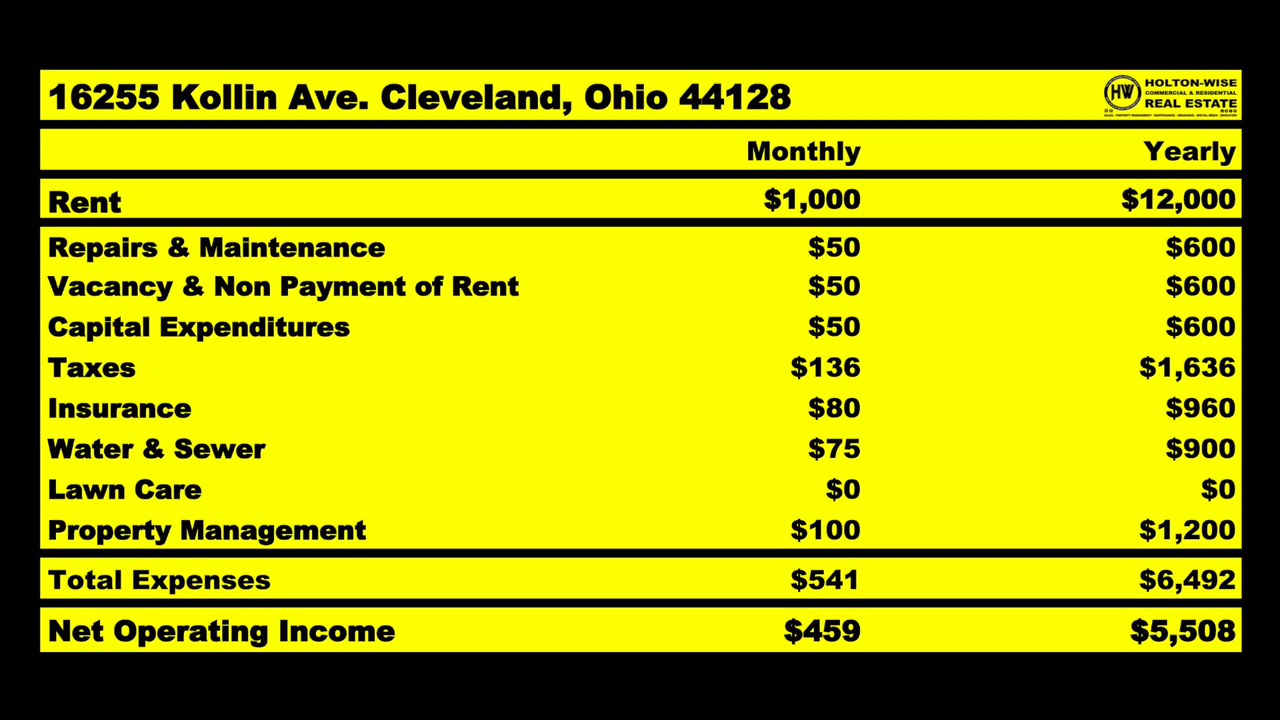 16255 Kollin Ave. Cleveland, Ohio 44128
HW
HOLTON-WISE
COMMERCIAL & RESIDENTIAL
REAL ESTATE
Monthly Yearly
Rent $1,000 $12,000
Repairs & Maintenance $50 $600
Vacancy & Non Payment of Rent $50 $600
Capital Expenditures $50 $600
Taxes $136 $1,636
Insurance $80 $960
Water & Sewer $75 $900
Lawn Care $0 $0
Property Management $100 $1,200
Total Expenses $541 $6,492
Net Operating Income $459 $5,508